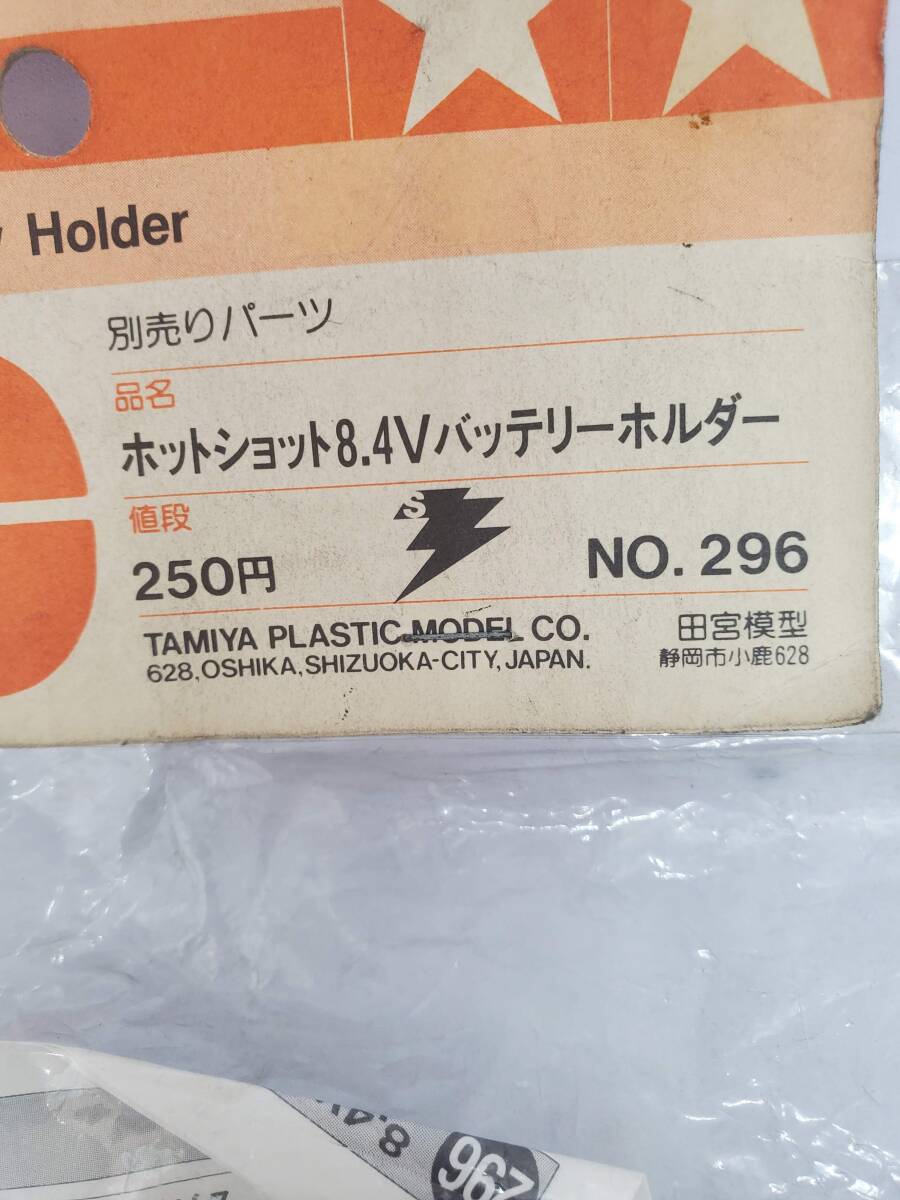 Holder
別売りパーツ
品名
ホットショット8.4Vバッテリーホルダー
値段
S
250円
NO. 296
TAMIYA PLASTIC MODEL CO.
628, OSHIKA, SHIZUOKA-CITY, JAPAN.
田宮模型
静岡市小鹿628
8.4
296